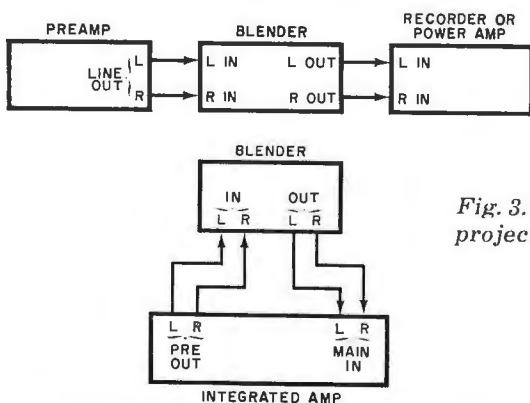 PREAMP
BLENDER
RECORDER OR
POWER AMP
LINE
OUT
L
R
L IN
R IN
L OUT
R OUT
L IN
R IN
BLENDER
IN
OUT
L R
L R
Fig. 3.
projec
L R
L R
PRE
OUT
MAIN
IN
INTEGRATED AMP